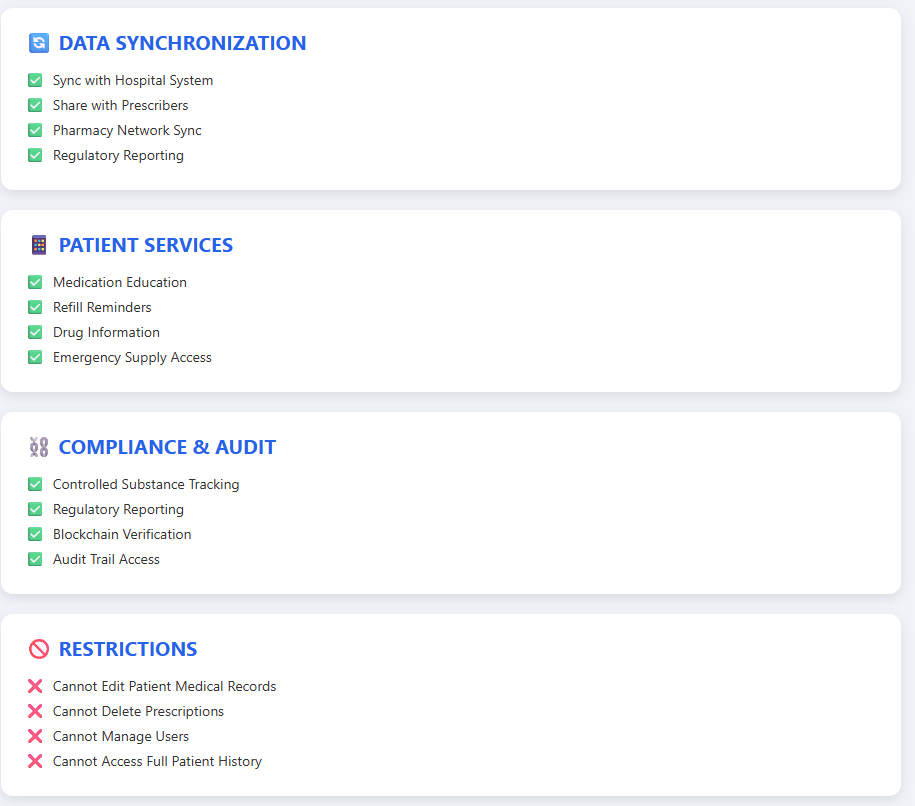 DATA SYNCHRONIZATION
Sync with Hospital System
Share with Prescribers
Pharmacy Network Sync
Regulatory Reporting
PATIENT SERVICES
Medication Education
Refill Reminders
Drug Information
Emergency Supply Access
COMPLIANCE & AUDIT
Controlled Substance Tracking
Regulatory Reporting
Blockchain Verification
Audit Trail Access
RESTRICTIONS
Cannot Edit Patient Medical Records
Cannot Delete Prescriptions
Cannot Manage Users
Cannot Access Full Patient History